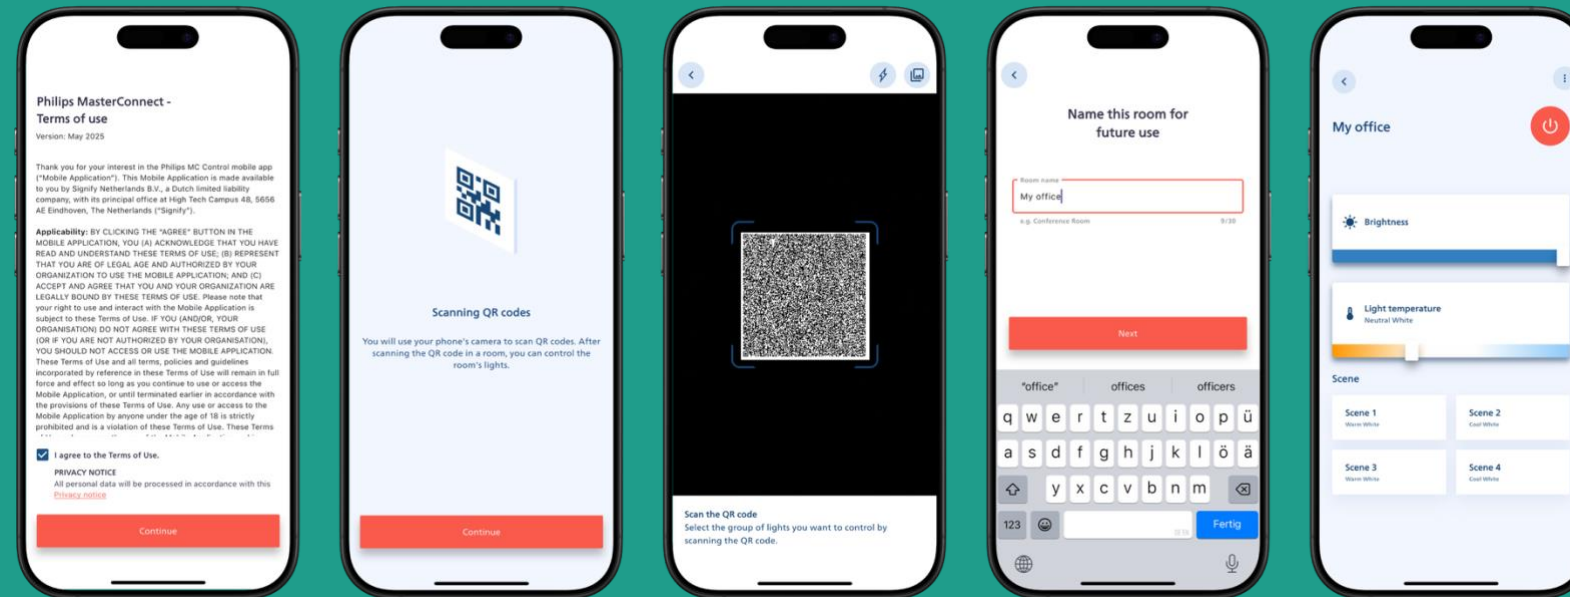 Philips MasterConnect -
Terms of use
Version: May 2025
Thank you for your interest in the Philips MC Control mobile app
("Mobile Application"). This Mobile Application is made available
to you by Signify Netherlands B.V., a Dutch limited liability
company, with its principal office at High Tech Campus 48, 5656
AE Eindhoven, The Netherlands ("Signify").
Applicability: BY CLICKING THE "AGREE" BUTTON IN THE
MOBILE APPLICATION, YOU (A) ACKNOWLEDGE THAT YOU HAVE
READ AND UNDERSTAND THESE TERMS OF USE; (B) REPRESENT
THAT YOU ARE OF LEGAL AGE AND AUTHORIZED BY YOUR
ORGANIZATION TO USE THE MOBILE APPLICATION; AND (C)
ACCEPT AND AGREE THAT YOU AND YOUR ORGANIZATION ARE
LEGALLY BOUND BY THESE TERMS OF USE. Please note that
your right to use and interact with the Mobile Application is
subject to these Terms of Use. IF YOU (AND/OR, YOUR
ORGANISATION) DO NOT AGREE WITH THESE TERMS OF USE
(OR IF YOU ARE NOT AUTHORIZED BY YOUR ORGANISATION),
YOU SHOULD NOT ACCESS OR USE THE MOBILE APPLICATION.
These Terms of Use and all terms, policies and guidelines
incorporated by reference in these Terms of Use will remain in full
force and effect so long as you continue to use or access the
Mobile Application, or until terminated earlier in accordance with
the provisions of these Terms of Use. Any use or access to the
Mobile Application by anyone under the age of 18 is strictly
prohibited and is a violation of these Terms of Use. These Terms
I agree to the Terms of Use.
PRIVACY NOTICE
All personal data will be processed in accordance with this
Privacy notice
Continue
Scanning QR codes
You will use your phone's camera to scan QR codes. After
scanning the QR code in a room, you can control the
room's lights.
Continue
Scan the QR code
Select the group of lights you want to control by
scanning the QR code.
Name this room for
future use
Room name
My office
e.g. Conference Room 9/30
Next
"office" offices officers
q w e r t z u i o p ü
a s d f g h j k l ö ä
y x c v b n m
123 Fertig
My office
Brightness
Light temperature
Neutral White
Scene
Scene 1 Scene 2
Warm White Cool White
Scene 3 Scene 4
Warm White Cool White